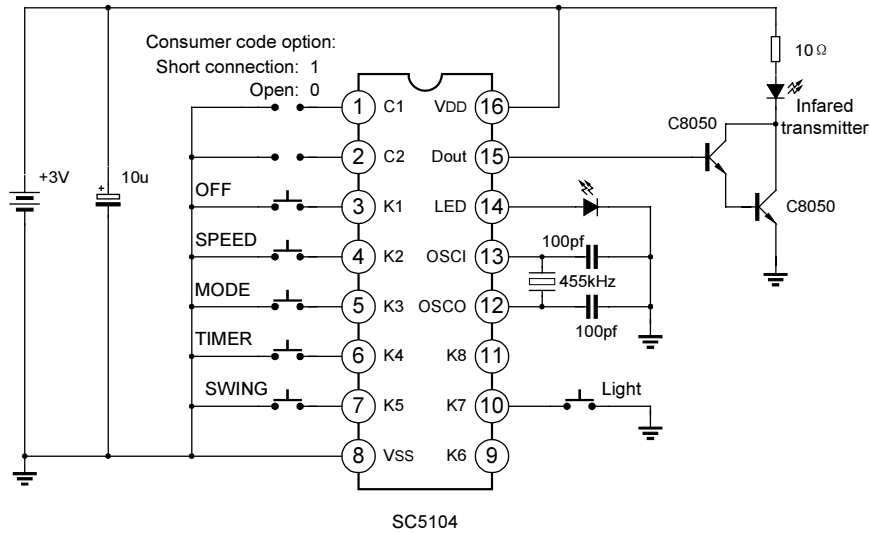 Consumer code option:
Short connection: 1
Open: 0
+3V
10u
+
OFF
SPEED
MODE
TIMER
SWING
1 C1
2 C2
3 K1
4 K2
5 K3
6 K4
7 K5
8 VSS
VDD 16
Dout 15
LED 14
OSCI 13
OSCO 12
K8 11
K7 10
K6 9
100pf
455kHz
100pf
Light
C8050
C8050
10Ω
Infared
transmitter
SC5104